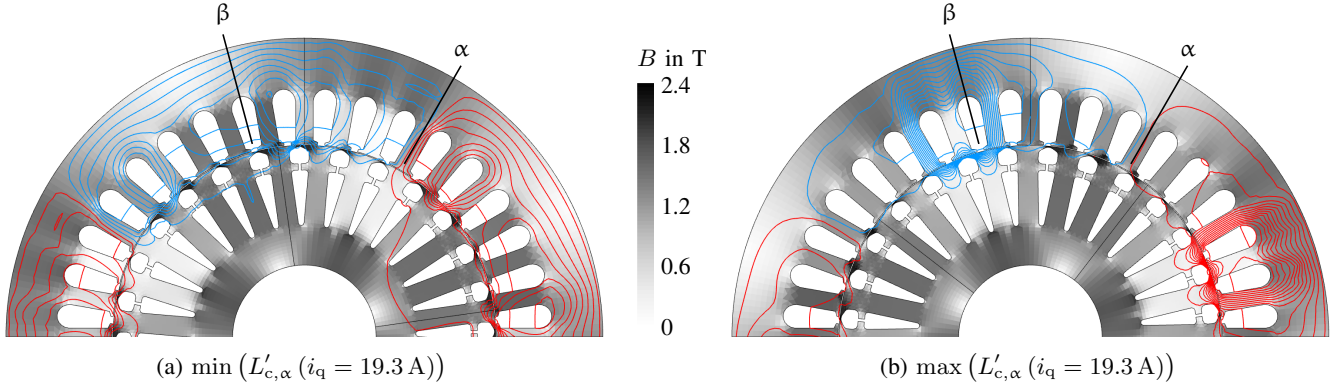 β
α
B in T
2.4
1.8
1.2
0.6
0
β
α
(a) min (L′c,α (iq = 19.3 A))
(b) max (L′c,α (iq = 19.3 A))